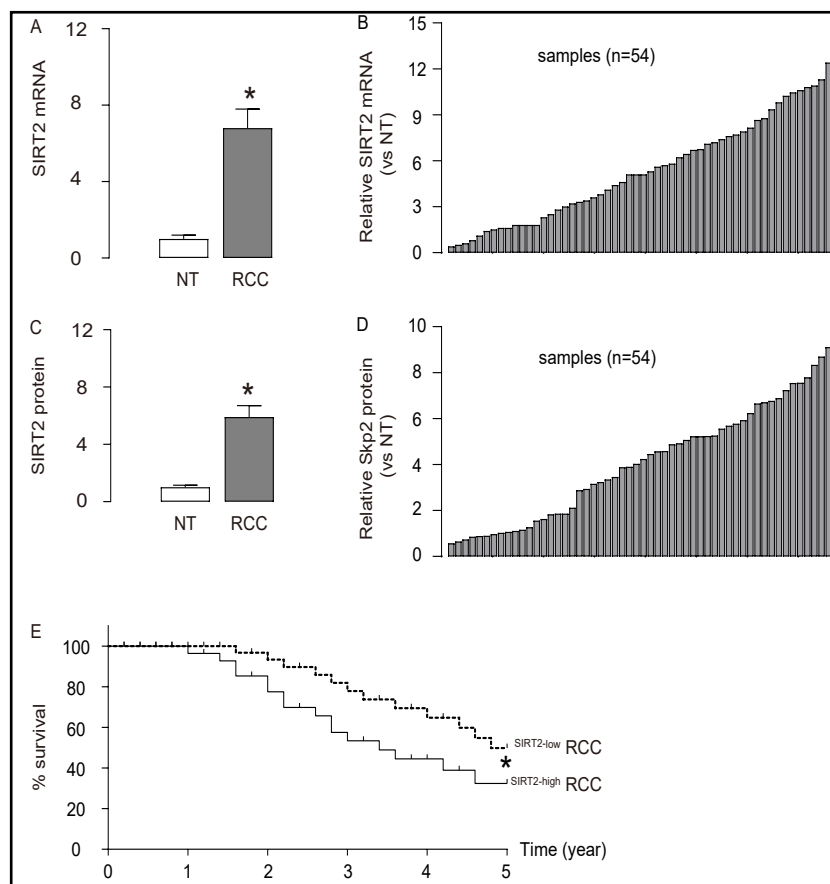 A
SIRT2 mRNA
12
8
4
0
*
NT RCC
B
Relative SIRT2 mRNA
(vs NT)
15
12
9
6
3
0
samples (n=54)
C
SIRT2 protein
12
8
4
0
*
NT RCC
D
Relative Skp2 protein
(vs NT)
10
8
6
4
2
0
samples (n=54)
E
% survival
100
80
60
40
20
0
SIRT2-low RCC
*
SIRT2-high RCC
Time (year)
0 1 2 3 4 5